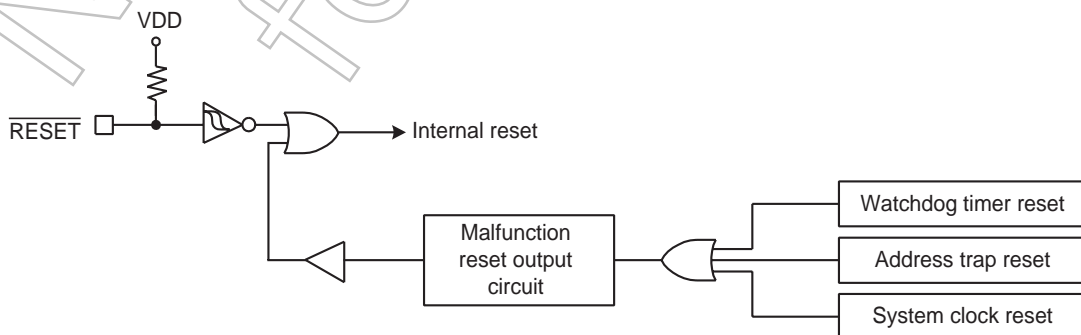 VDD
RESET
Internal reset
Malfunction
reset output
circuit
Watchdog timer reset
Address trap reset
System clock reset